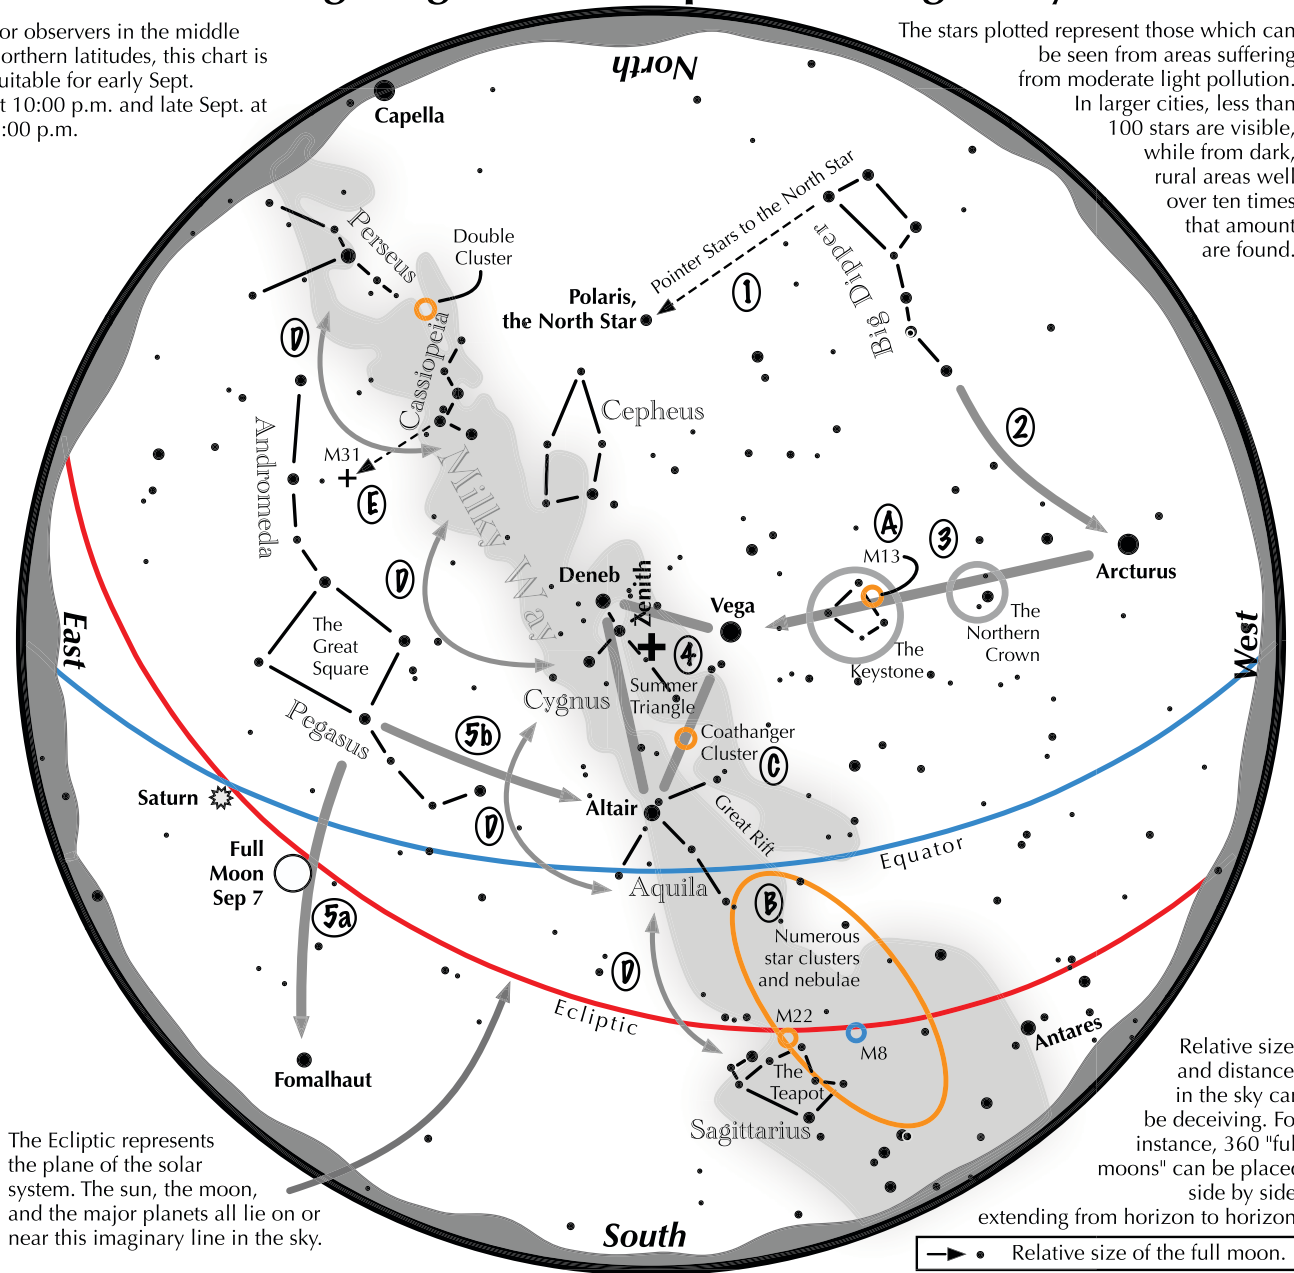 or observers in the middle
orthern latitudes, this chart is
uitable for early Sept.
t 10:00 p.m. and late Sept. at
:00 p.m.
The stars plotted represent those which can
be seen from areas suffering
from moderate light pollution.
In larger cities, less than
100 stars are visible,
while from dark,
rural areas well
over ten times
that amount
are found.
North
Capella
Perseus
Double
Cluster
Pointer Stars to the North Star
1
Big Dipper
Polaris,
the North Star
D
Cassiopeia
Cepheus
2
Andromeda
M31
E
Milky Way
A
M13
3
Arcturus
D
Deneb
Zenith
Vega
The
Northern
Crown
The
Keystone
East
West
The
Great
Square
4
Summer
Triangle
Cygnus
Pegasus
5b
Coathanger
Cluster
C
Saturn
Altair
D
Great Rift
Equator
Full
Moon
Sep 7
5a
Aquila
B
Numerous
star clusters
and nebulae
D
Ecliptic
M22
M8
Antares
The
Teapot
Sagittarius
Fomalhaut
The Ecliptic represents
the plane of the solar
system. The sun, the moon,
and the major planets all lie on or
near this imaginary line in the sky.
South
Relative size
and distance
in the sky can
be deceiving. Fo
instance, 360 "ful
moons" can be placed
side by side
extending from horizon to horizon
Relative size of the full moon.